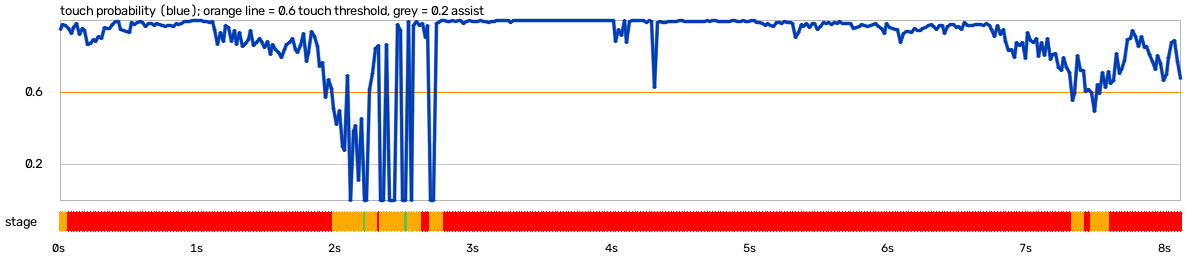 touch probability (blue); orange line = 0.6 touch threshold, grey = 0.2 assist
0.6
0.2
stage
0s 1s 2s 3s 4s 5s 6s 7s 8s